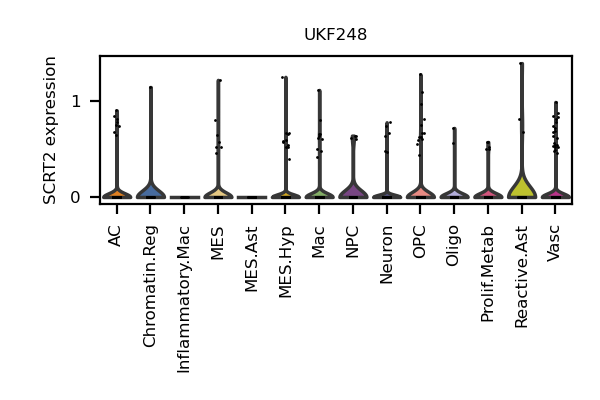 UKF248
SCRT2 expression
1
0
AC
Chromatin.Reg
Inflammatory.Mac
MES
MES.Ast
MES.Hyp
Mac
NPC
Neuron
OPC
Oligo
Prolif.Metab
Reactive.Ast
Vasc